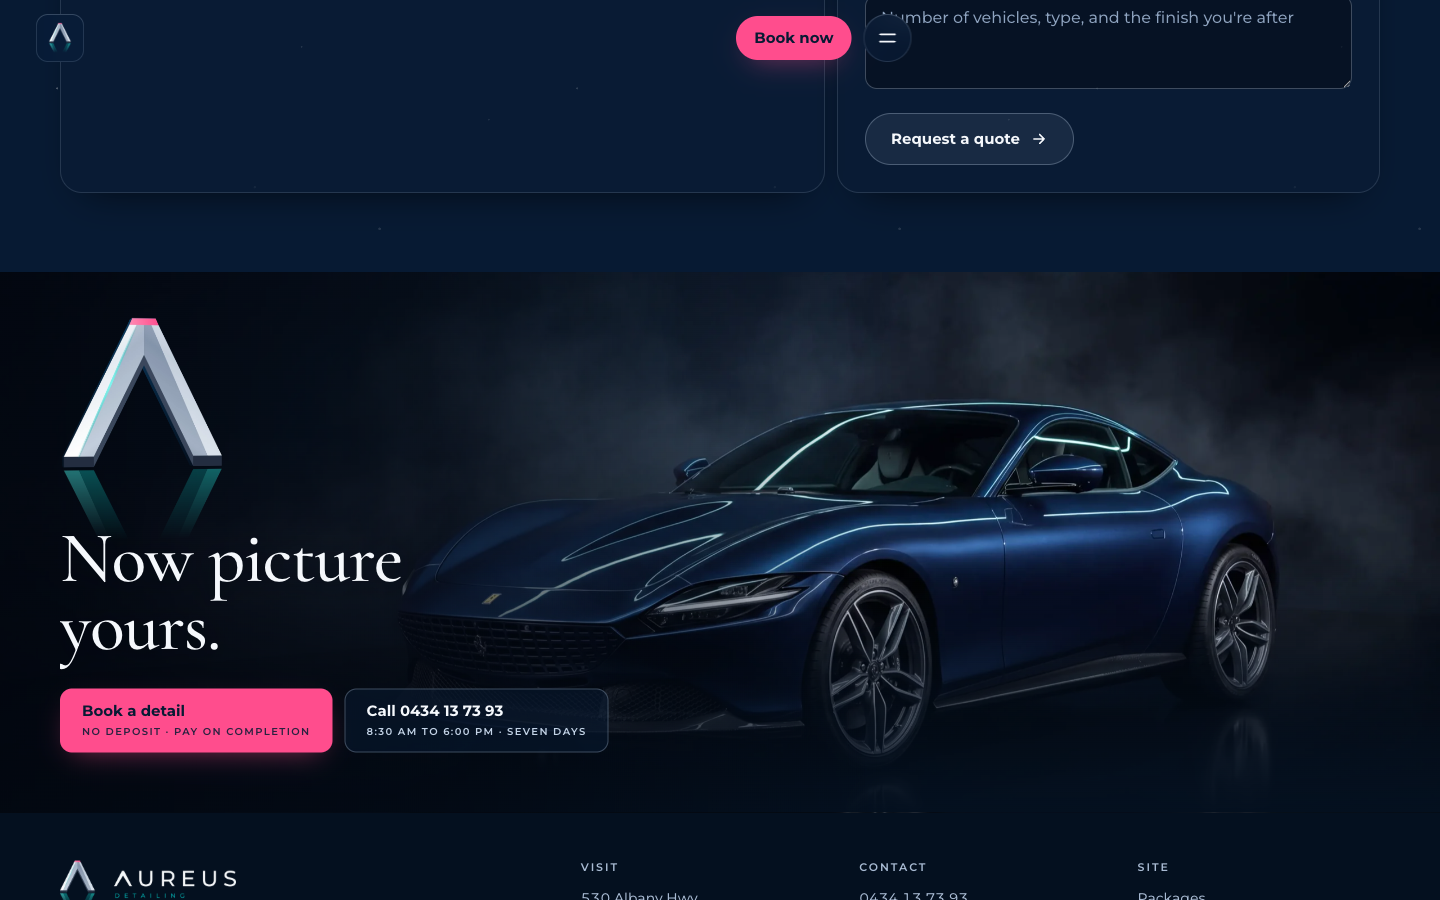 Number of vehicles, type, and the finish you're after
Book now
Request a quote
Now picture
yours.
Book a detail
NO DEPOSIT · PAY ON COMPLETION
Call 0434 13 73 93
8:30 AM TO 6:00 PM · SEVEN DAYS
AUREUS
DETAILING
VISIT
530 Albany Hwy
CONTACT
0434 13 73 93
SITE
Packages